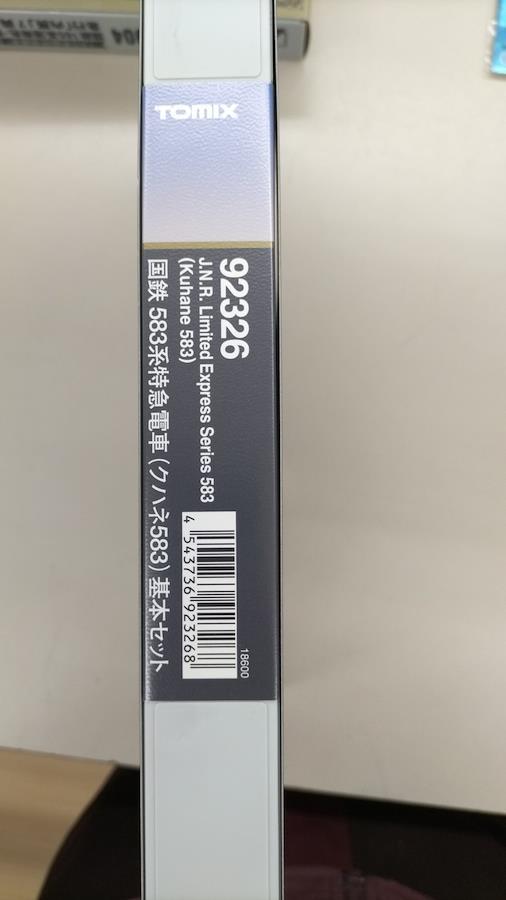 TOMIX
92326
J.N.R. Limited Express Series 583
(Kuhane 583)
国鉄 583系特急電車 (クハネ583) 基本セット
18600
4 543736 923268